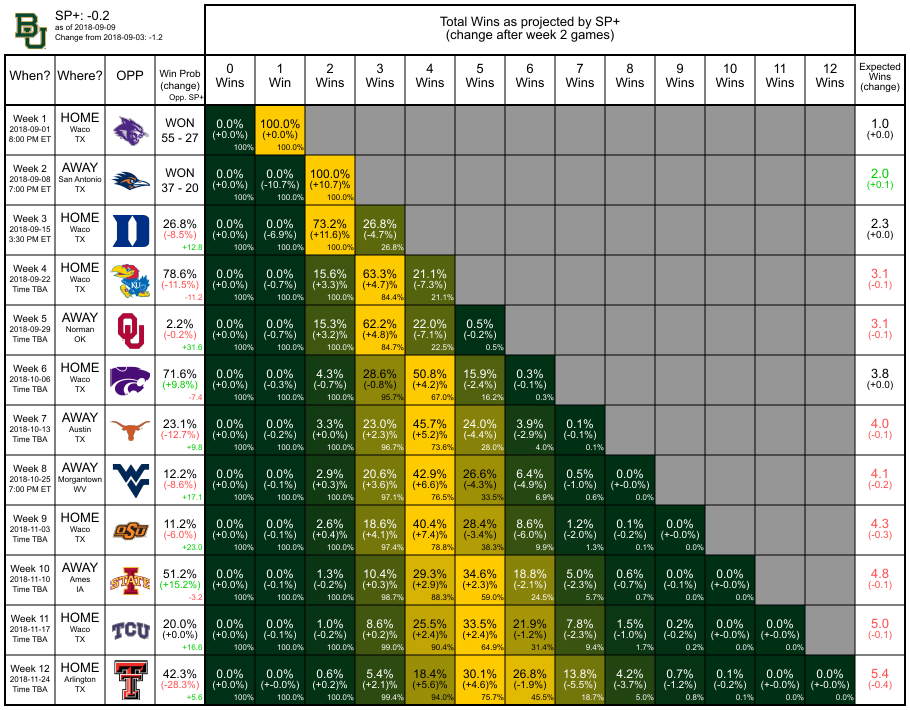 BU
SP+: -0.2
as of 2018-09-09
Change from 2018-09-03: -1.2
Total Wins as projected by SP+
(change after week 2 games)
When? Where? OPP Win Prob (change) Opp. SP+ 0 Wins 1 Win 2 Wins 3 Wins 4 Wins 5 Wins 6 Wins 7 Wins 8 Wins 9 Wins 10 Wins 11 Wins 12 Wins Expected Wins (change)
Week 1 HOME 0.0% 100.0% 1.0
2018-09-01 Waco WON (+0.0%) (+0.0%) (+0.0)
8:00 PM ET TX 55 - 27 100% 100.0%
Week 2 AWAY 0.0% 0.0% 100.0% 2.0
2018-09-08 San Antonio WON (+0.0%) (-10.7%) (+10.7)% (+0.1)
7:00 PM ET TX 37 - 20 100% 100.0% 100.0%
Week 3 HOME D 26.8% 0.0% 0.0% 73.2% 26.8% 2.3
2018-09-15 Waco (-8.5%) (+0.0%) (-6.9%) (+11.6)% (-4.7%) (+0.0)
3:30 PM ET TX +12.8 100% 100.0% 100.0% 26.8%
Week 4 HOME KU 78.6% 0.0% 0.0% 15.6% 63.3% 21.1% 3.1
2018-09-22 Waco (-11.5%) (+0.0%) (-0.7%) (+3.3)% (+4.7)% (-7.3%) (-0.1)
Time TBA TX -11.2 100% 100.0% 100.0% 84.4% 21.1%
Week 5 AWAY OU 2.2% 0.0% 0.0% 15.3% 62.2% 22.0% 0.5% 3.1
2018-09-29 Norman (-0.2%) (+0.0%) (-0.7%) (+3.2)% (+4.8)% (-7.1%) (-0.2%) (-0.1)
Time TBA OK +31.6 100% 100.0% 100.0% 84.7% 22.5% 0.5%
Week 6 HOME 71.6% 0.0% 0.0% 4.3% 28.6% 50.8% 15.9% 0.3% 3.8
2018-10-06 Waco (+9.8%) (+0.0%) (-0.3%) (-0.7%) (-0.8%) (+4.2)% (-2.4%) (-0.1%) (+0.0)
Time TBA TX -7.4 100% 100.0% 100.0% 95.7% 67.0% 16.2% 0.3%
Week 7 AWAY 23.1% 0.0% 0.0% 3.3% 23.0% 45.7% 24.0% 3.9% 0.1% 4.0
2018-10-13 Austin (-12.7%) (+0.0%) (-0.2%) (+0.0)% (+2.3)% (+5.2)% (-4.4%) (-2.9%) (-0.1%) (-0.1)
Time TBA TX +9.8 100% 100.0% 100.0% 96.7% 73.6% 28.0% 4.0% 0.1%
Week 8 AWAY WV 12.2% 0.0% 0.0% 2.9% 20.6% 42.9% 26.6% 6.4% 0.5% 0.0% 4.1
2018-10-25 Morgantown (-8.6%) (+0.0%) (-0.1%) (+0.3)% (+3.6)% (+6.6)% (-4.3%) (-4.9%) (-1.0%) (+-0.0% (-0.2)
7:00 PM ET WV +17.1 100% 100.0% 100.0% 97.1% 76.5% 33.5% 6.9% 0.6% 0.0%
Week 9 HOME OSU 11.2% 0.0% 0.0% 2.6% 18.6% 40.4% 28.4% 8.6% 1.2% 0.1% 0.0% 4.3
2018-11-03 Waco (-6.0%) (+0.0%) (-0.1%) (+0.4)% (+4.1)% (+7.4)% (-3.4%) (-6.0%) (-2.0%) (-0.2%) (+-0.0% (-0.3)
Time TBA TX +23.0 100% 100.0% 100.0% 97.4% 78.8% 38.3% 9.9% 1.3% 0.1% 0.0%
Week 10 AWAY I STATE 51.2% 0.0% 0.0% 1.3% 10.4% 29.3% 34.6% 18.8% 5.0% 0.6% 0.0% 0.0% 4.8
2018-11-10 Ames (+15.2%) (+0.0%) (-0.1%) (-0.2%) (+0.3)% (+2.9)% (+2.3)% (-2.1%) (-2.3%) (-0.7%) (-0.1%) (+-0.0% (-0.1)
Time TBA IA -3.2 100% 100.0% 100.0% 98.7% 88.3% 59.0% 24.5% 5.7% 0.7% 0.0% 0.0%
Week 11 HOME TCU 20.0% 0.0% 0.0% 1.0% 8.6% 25.5% 33.5% 21.9% 7.8% 1.5% 0.2% 0.0% 0.0% 5.0
2018-11-17 Waco (+0.0%) (+0.0%) (-0.1%) (-0.2%) (+0.2)% (+2.4)% (+2.4)% (-1.2%) (-2.3%) (-1.0%) (-0.2%) (+-0.0% (+-0.0% (-0.1)
Time TBA TX +16.6 100% 100.0% 100.0% 99.0% 90.4% 64.9% 31.4% 9.4% 1.7% 0.2% 0.0% 0.0%
Week 12 HOME T 42.3% 0.0% 0.0% 0.6% 5.4% 18.4% 30.1% 26.8% 13.8% 4.2% 0.7% 0.1% 0.0% 0.0% 5.4
2018-11-24 Arlington (-28.3%) (+0.0%) (+-0.0% (+0.2)% (+2.1)% (+5.6)% (+4.6)% (-1.9%) (-5.5%) (-3.7%) (-1.2%) (-0.2%) (+-0.0% (+-0.0% (-0.4)
Time TBA TX +5.6 100% 100.0% 100.0% 99.4% 94.0% 75.7% 45.5% 18.7% 5.0% 0.8% 0.1% 0.0% 0.0%